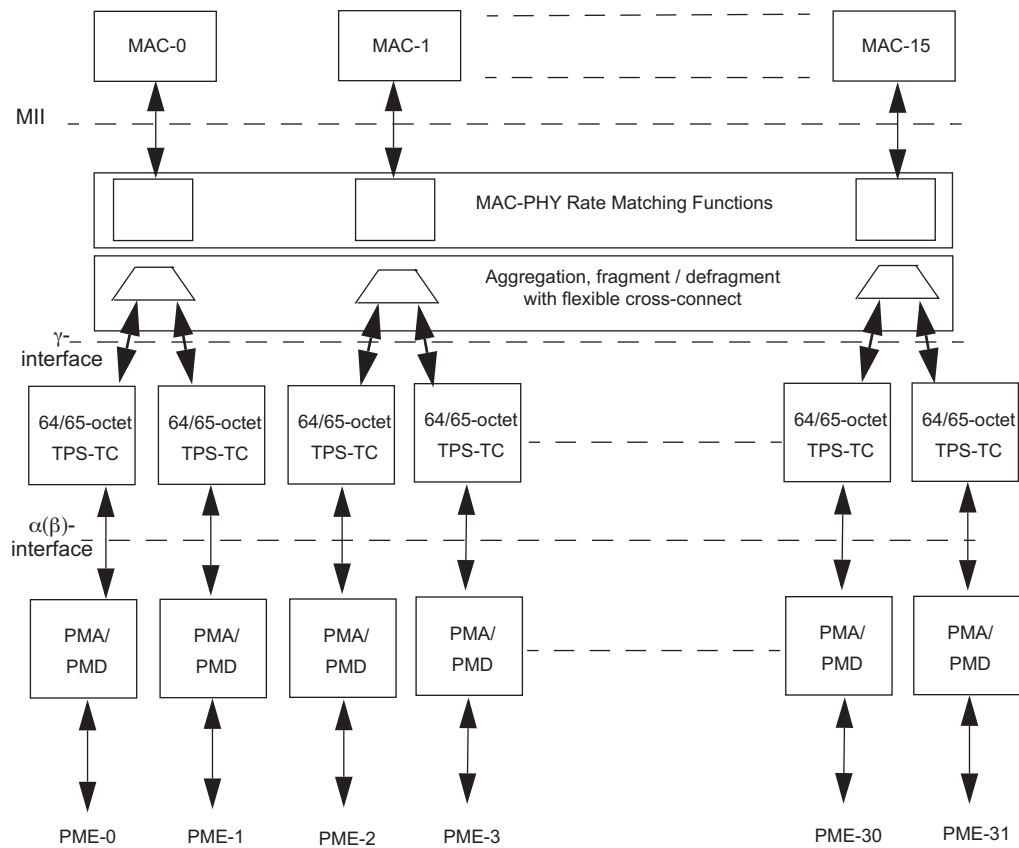 MAC-0
MAC-1
MAC-15
MII
MAC-PHY Rate Matching Functions
Aggregation, fragment / defragment
with flexible cross-connect
γ-
interface
64/65-octet
TPS-TC
64/65-octet
TPS-TC
64/65-octet
TPS-TC
64/65-octet
TPS-TC
64/65-octet
TPS-TC
64/65-octet
TPS-TC
α(β)-
interface
PMA/
PMD
PMA/
PMD
PMA/
PMD
PMA/
PMD
PMA/
PMD
PMA/
PMD
PME-0
PME-1
PME-2
PME-3
PME-30
PME-31